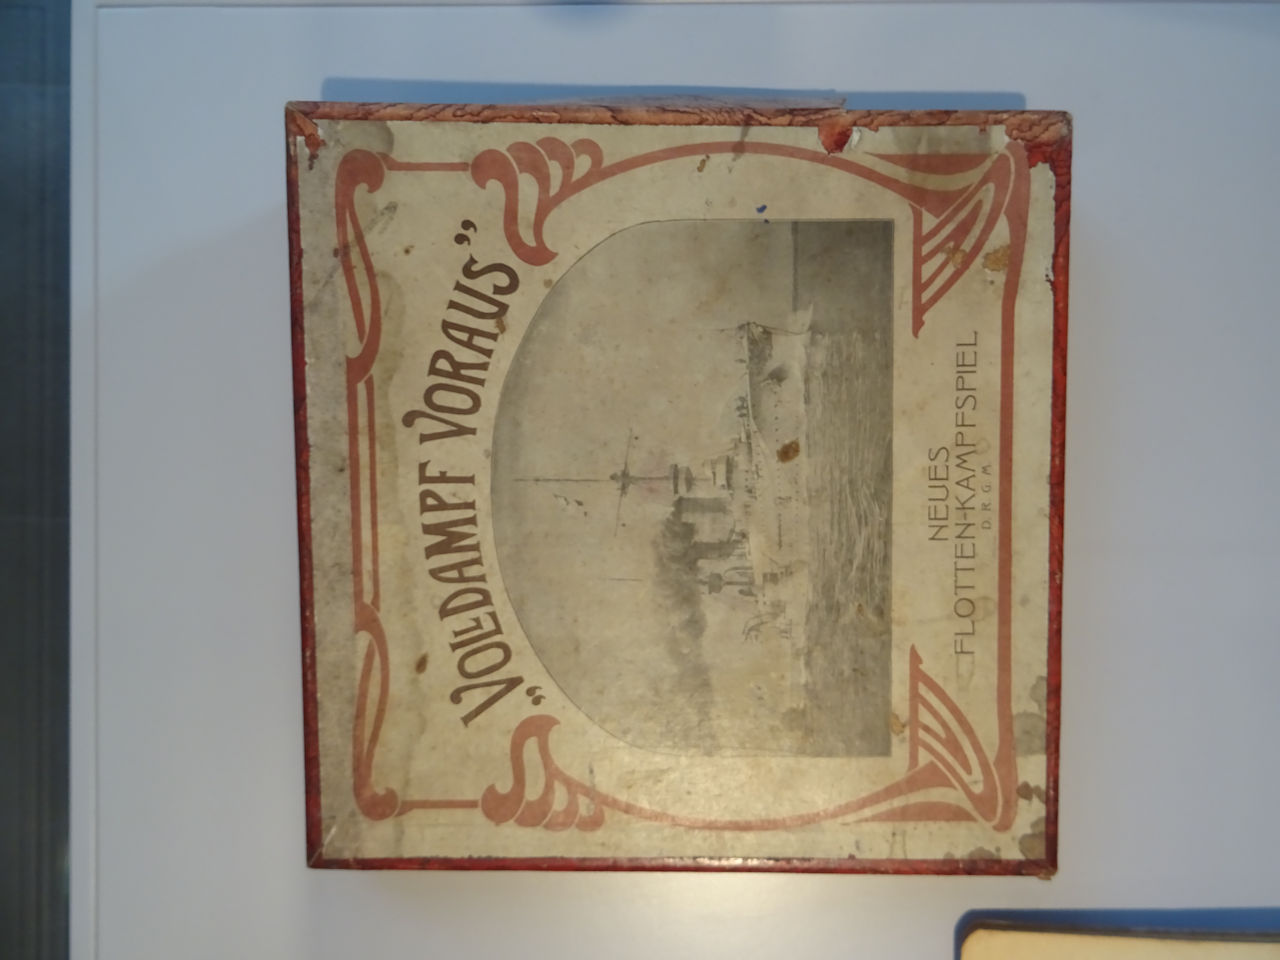 „VOLLDAMPF VORAUS”
NEUES
FLOTTEN-KAMPFSPIEL
D. R. G. M.